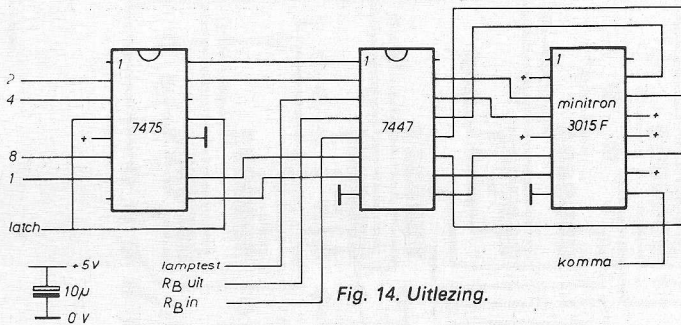 1
1
1
2
4
+
+
7475
7447
minitron
3015 F
+
+
+
+
8
1
latch
+5V
10μ
0 V
lamptest
RB uit
RB in
komma
Fig. 14. Uitlezing.